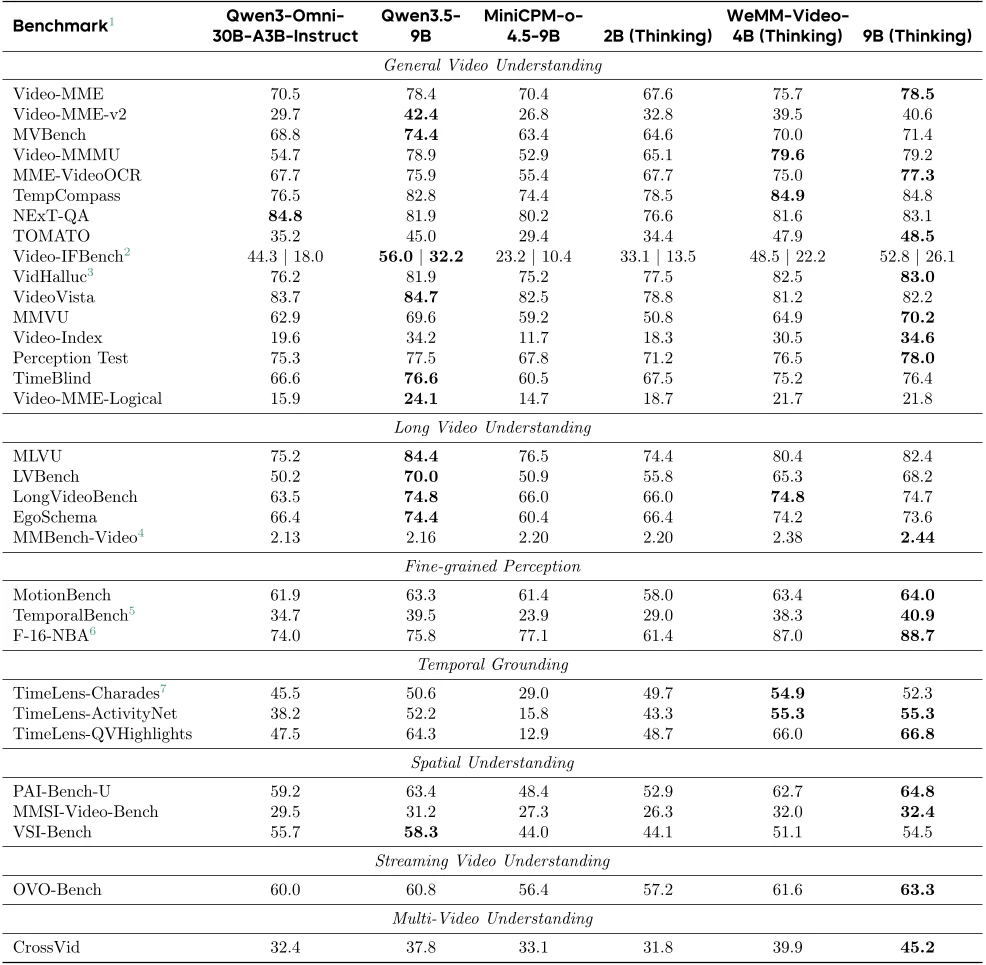 Benchmark1 Qwen3-Omni-30B-A3B-Instruct Qwen3.5-9B MiniCPM-o-4.5-9B WeMM-Video-
2B (Thinking) 4B (Thinking) 9B (Thinking)
General Video Understanding
Video-MME 70.5 78.4 70.4 67.6 75.7 78.5
Video-MME-v2 29.7 42.4 26.8 32.8 39.5 40.6
MVBench 68.8 74.4 63.4 64.6 70.0 71.4
Video-MMMU 54.7 78.9 52.9 65.1 79.6 79.2
MME-VideoOCR 67.7 75.9 55.4 67.7 75.0 77.3
TempCompass 76.5 82.8 74.4 78.5 84.9 84.8
NExT-QA 84.8 81.9 80.2 76.6 81.6 83.1
TOMATO 35.2 45.0 29.4 34.4 47.9 48.5
Video-IFBench2 44.3 | 18.0 56.0 | 32.2 23.2 | 10.4 33.1 | 13.5 48.5 | 22.2 52.8 | 26.1
VidHalluc3 76.2 81.9 75.2 77.5 82.5 83.0
VideoVista 83.7 84.7 82.5 78.8 81.2 82.2
MMVU 62.9 69.6 59.2 50.8 64.9 70.2
Video-Index 19.6 34.2 11.7 18.3 30.5 34.6
Perception Test 75.3 77.5 67.8 71.2 76.5 78.0
TimeBlind 66.6 76.6 60.5 67.5 75.2 76.4
Video-MME-Logical 15.9 24.1 14.7 18.7 21.7 21.8
Long Video Understanding
MLVU 75.2 84.4 76.5 74.4 80.4 82.4
LVBench 50.2 70.0 50.9 55.8 65.3 68.2
LongVideoBench 63.5 74.8 66.0 66.0 74.8 74.7
EgoSchema 66.4 74.4 60.4 66.4 74.2 73.6
MMBench-Video4 2.13 2.16 2.20 2.20 2.38 2.44
Fine-grained Perception
MotionBench 61.9 63.3 61.4 58.0 63.4 64.0
TemporalBench5 34.7 39.5 23.9 29.0 38.3 40.9
F-16-NBA6 74.0 75.8 77.1 61.4 87.0 88.7
Temporal Grounding
TimeLens-Charades7 45.5 50.6 29.0 49.7 54.9 52.3
TimeLens-ActivityNet 38.2 52.2 15.8 43.3 55.3 55.3
TimeLens-QVHighlights 47.5 64.3 12.9 48.7 66.0 66.8
Spatial Understanding
PAI-Bench-U 59.2 63.4 48.4 52.9 62.7 64.8
MMSI-Video-Bench 29.5 31.2 27.3 26.3 32.0 32.4
VSI-Bench 55.7 58.3 44.0 44.1 51.1 54.5
Streaming Video Understanding
OVO-Bench 60.0 60.8 56.4 57.2 61.6 63.3
Multi-Video Understanding
CrossVid 32.4 37.8 33.1 31.8 39.9 45.2